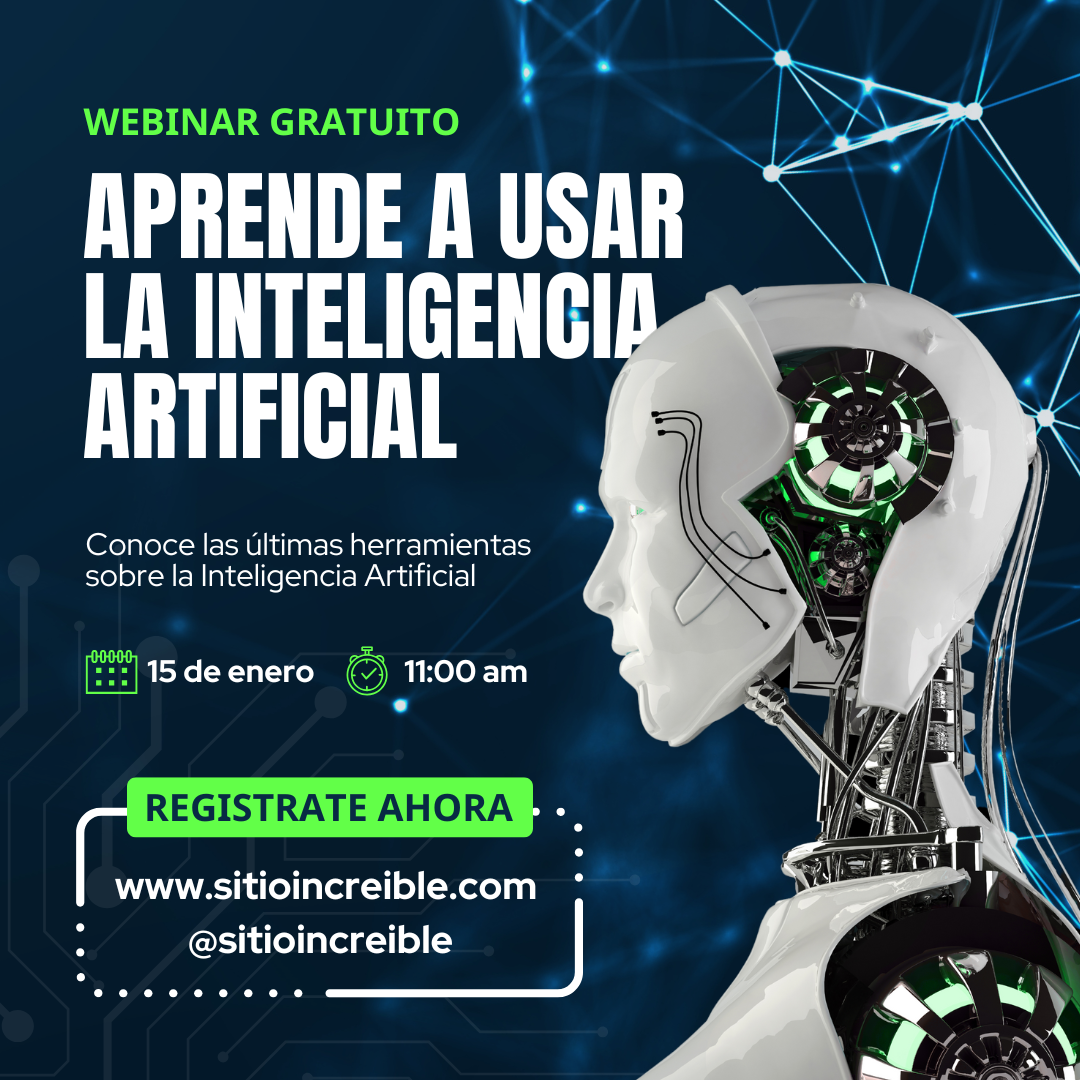 WEBINAR GRATUITO
APRENDE A USAR
LA INTELIGENCIA
ARTIFICIAL
Conoce las últimas herramientas
sobre la Inteligencia Artificial
15 de enero
11:00 am
REGISTRATE AHORA
www.sitioincreible.com
@sitioincreible